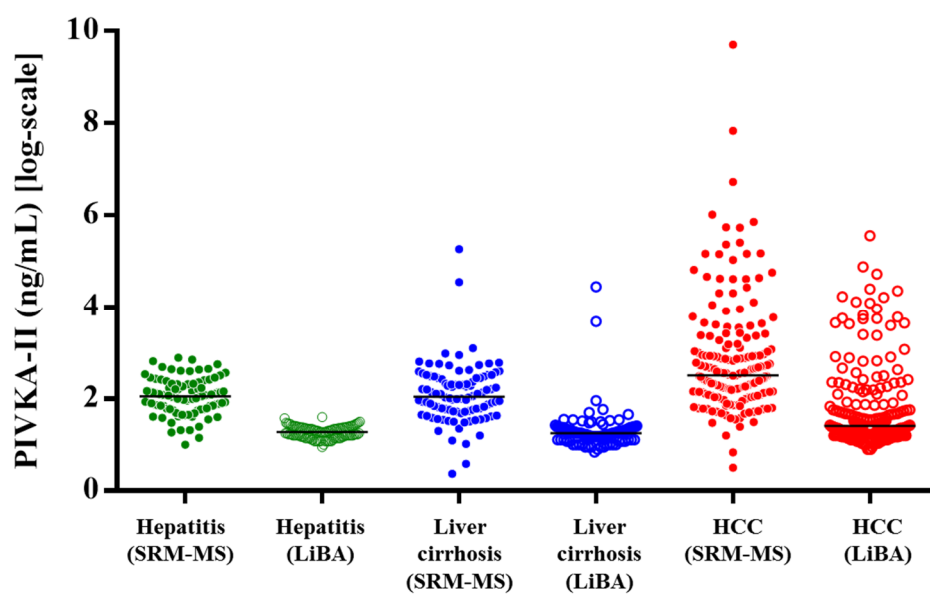 PIVKA-II (ng/mL) [log-scale]
10
8
6
4
2
0
Hepatitis
(SRM-MS)
Hepatitis
(LiBA)
Liver
cirrhosis
(SRM-MS)
Liver
cirrhosis
(LiBA)
HCC
(SRM-MS)
HCC
(LiBA)